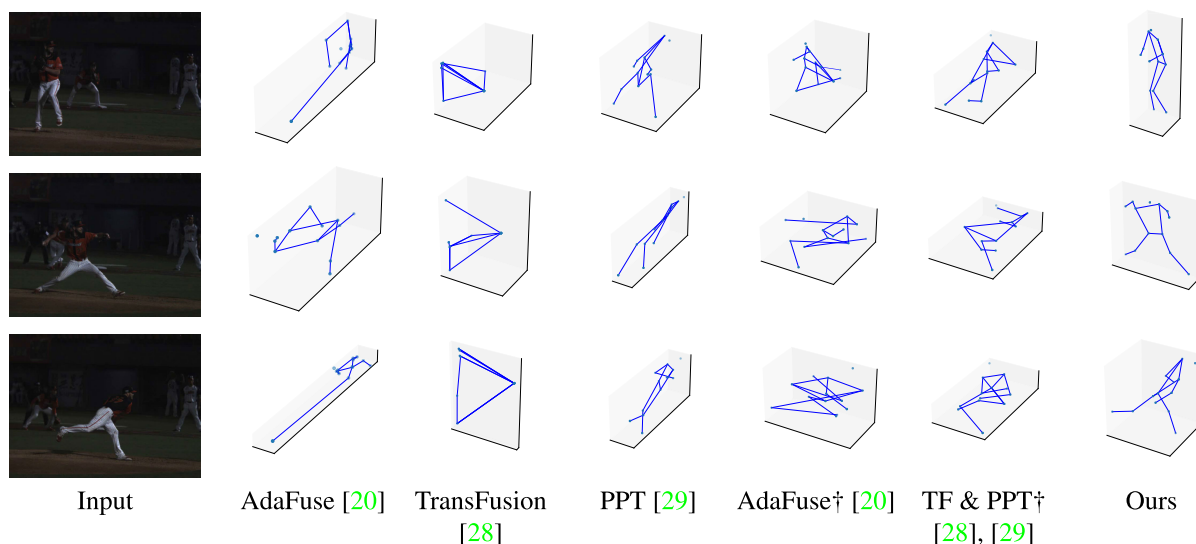 Input
AdaFuse [20]
TransFusion
[28]
PPT [29]
AdaFuse† [20]
TF & PPT†
[28], [29]
Ours